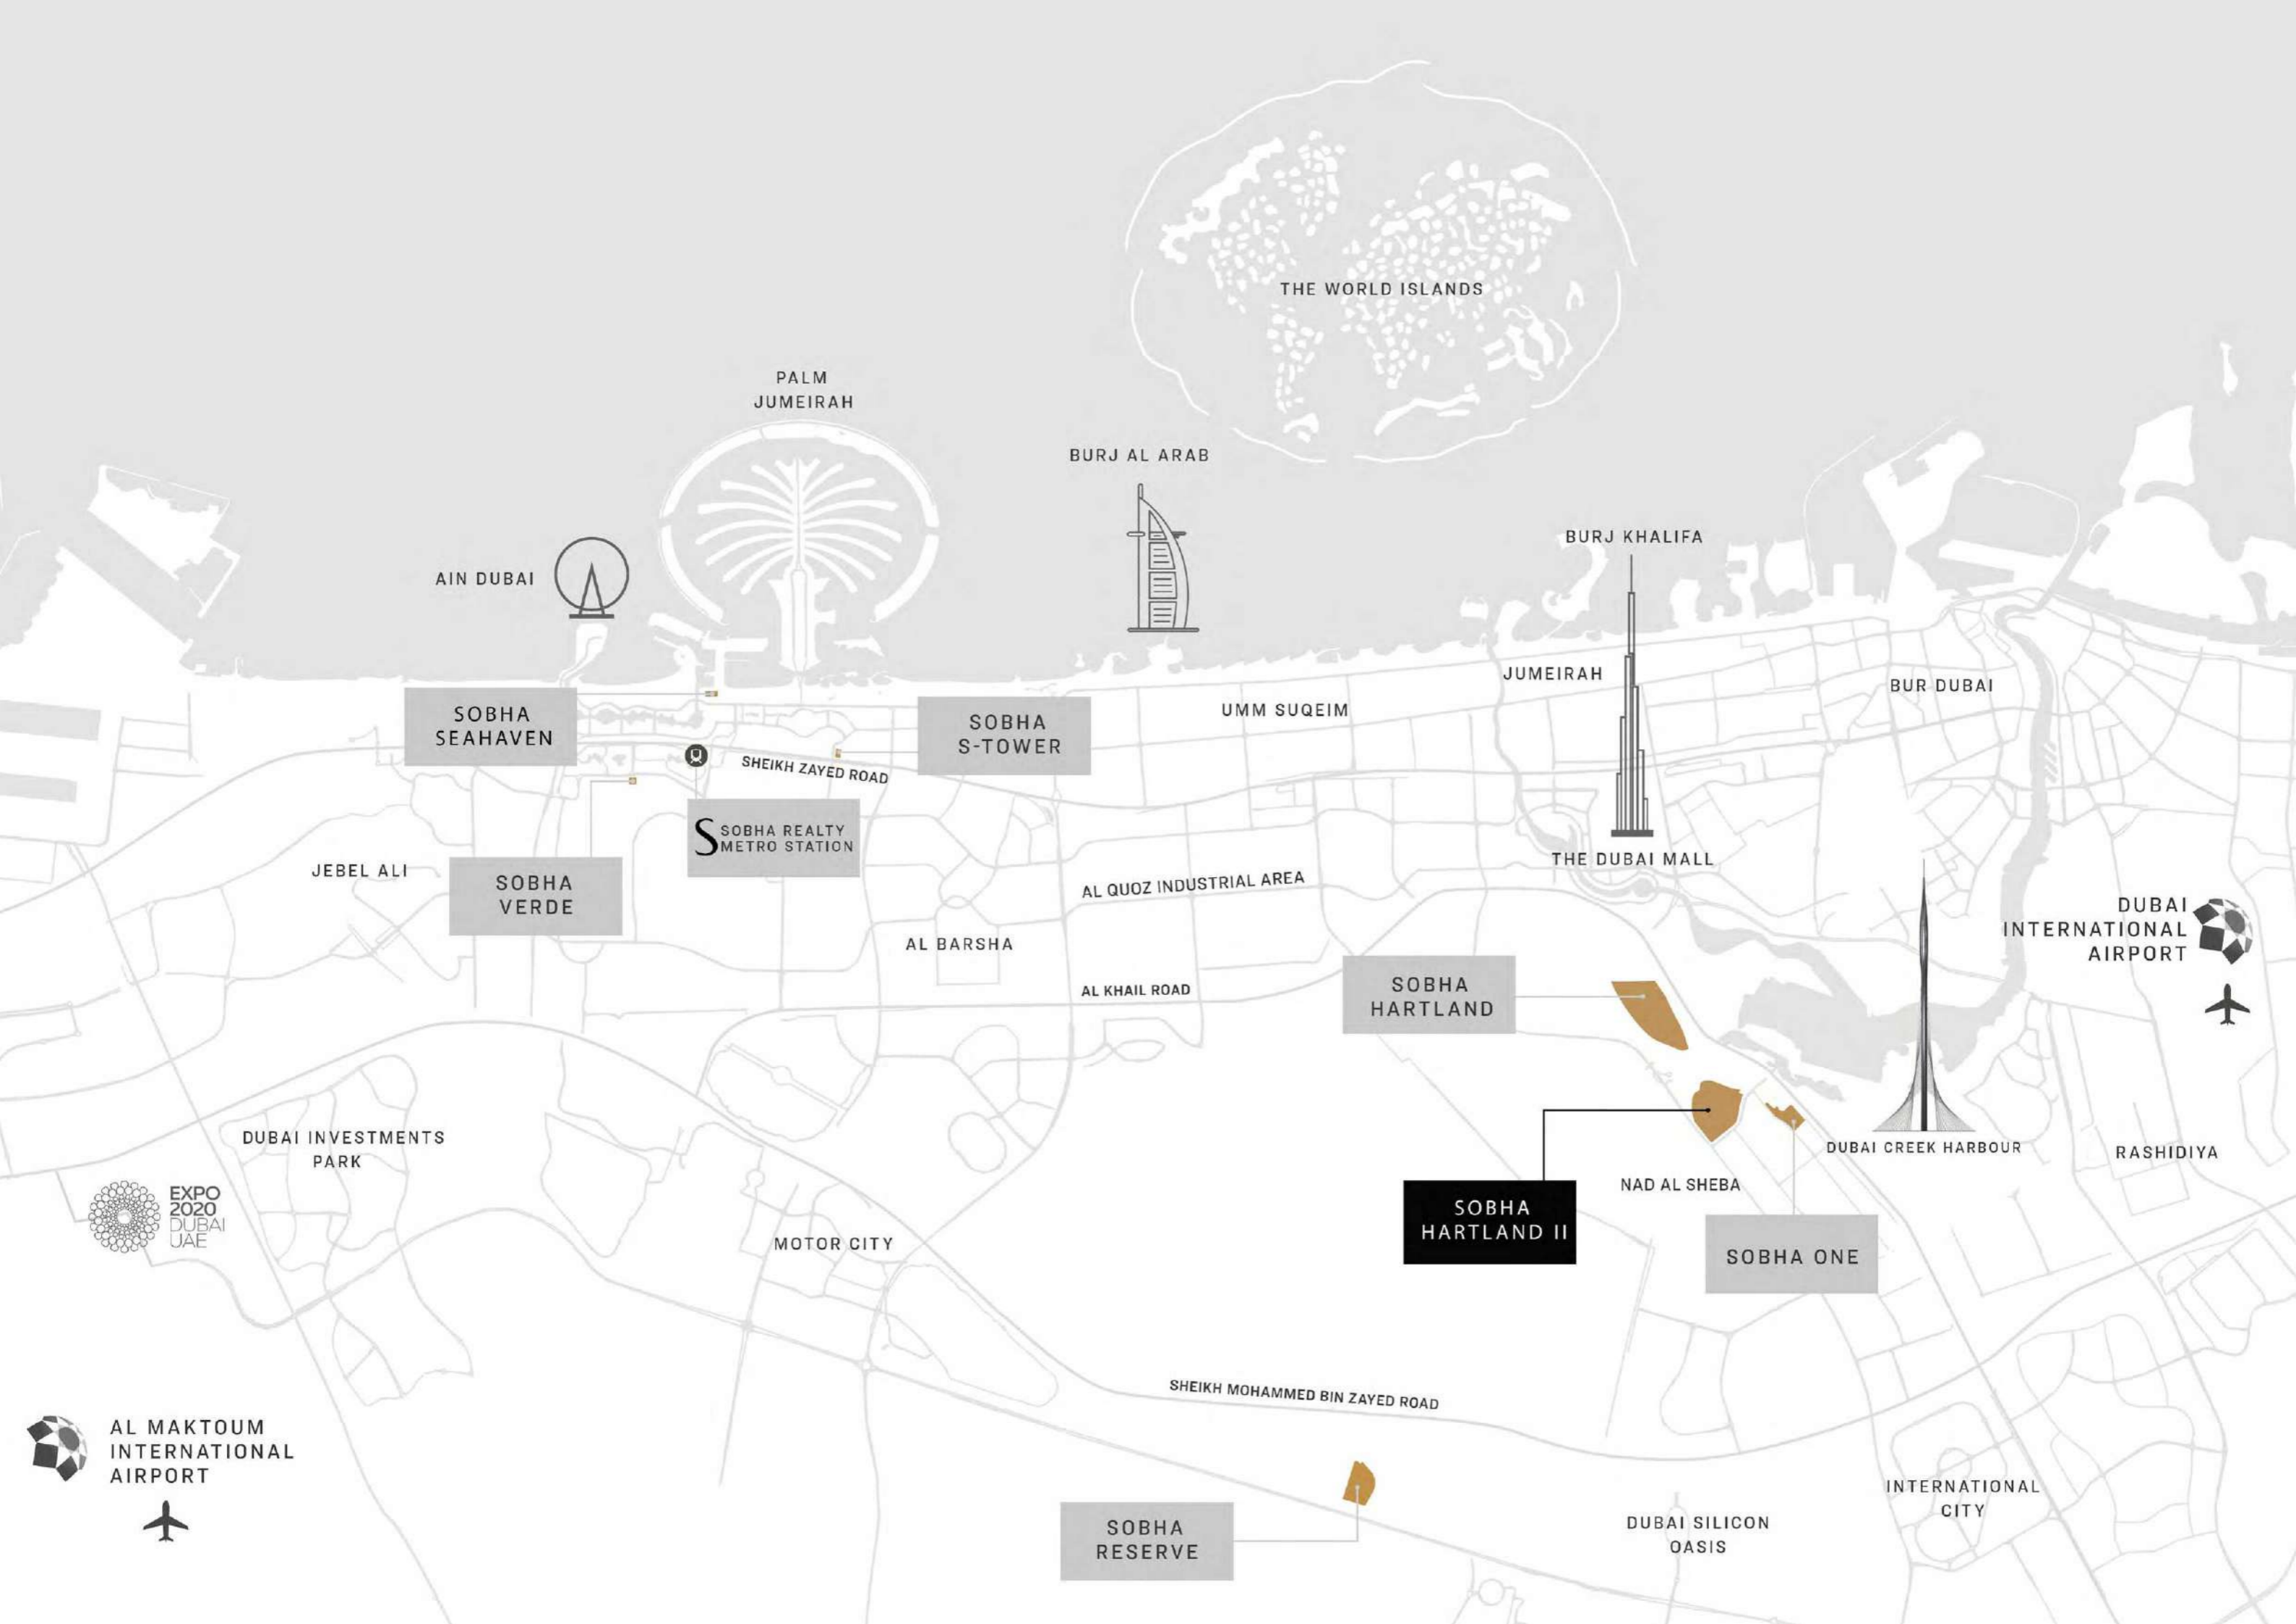 THE WORLD ISLANDS
PALM
JUMEIRAH
BURJ AL ARAB
BURJ KHALIFA
AIN DUBAI
JUMEIRAH
BUR DUBAI
SOBHA
SEAHAVEN
SOBHA
S-TOWER
UMM SUQEIM
SHEIKH ZAYED ROAD
S SOBHA REALTY
METRO STATION
THE DUBAI MALL
JEBEL ALI
SOBHA
VERDE
AL QUOZ INDUSTRIAL AREA
DUBAI
INTERNATIONAL
AIRPORT
AL BARSHA
AL KHAIL ROAD
SOBHA
HARTLAND
DUBAI INVESTMENTS
PARK
DUBAI CREEK HARBOUR
RASHIDIYA
EXPO
2020
DUBAI
UAE
NAD AL SHEBA
SOBHA
HARTLAND II
MOTOR CITY
SOBHA ONE
SHEIKH MOHAMMED BIN ZAYED ROAD
AL MAKTOUM
INTERNATIONAL
AIRPORT
INTERNATIONAL
CITY
SOBHA
RESERVE
DUBAI SILICON
OASIS